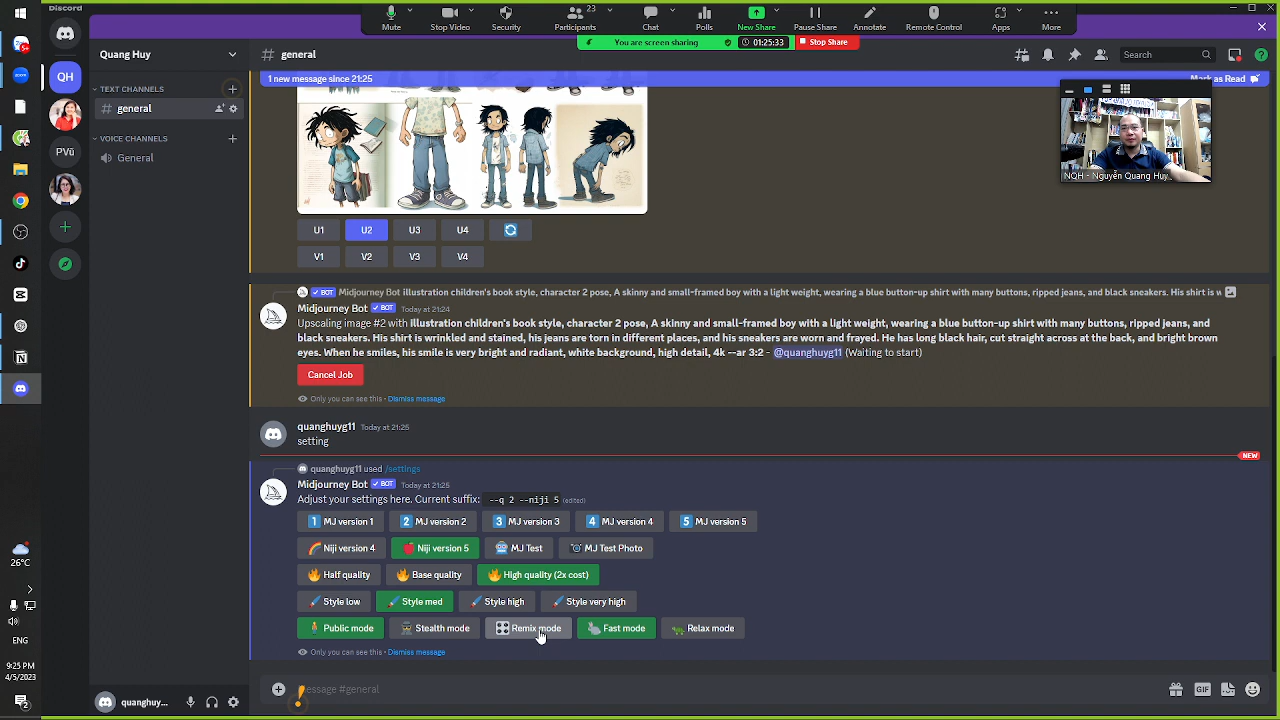 Discord
Mute
Stop Video
Security
Participants
23
Chat
Polls
New Share
Pause Share
Annotate
Remote Control
Apps
More
You are screen sharing
01:25:33
Stop Share
Quang Huy
general
Search
1 new message since 21:25
Mark as Read
QH
TEXT CHANNELS
general
VOICE CHANNELS
General
PVü
NQH - Nguyễn Quang Huy...
U1 U2 U3 U4
V1 V2 V3 V4
BOT Midjourney Bot illustration children's book style, character 2 pose, A skinny and small-framed boy with a light weight, wearing a blue button-up shirt with many buttons, ripped jeans, and black sneakers. His shirt is w
Midjourney Bot BOT Today at 21:24
Upscaling image #2 with illustration children's book style, character 2 pose, A skinny and small-framed boy with a light weight, wearing a blue button-up shirt with many buttons, ripped jeans, and
black sneakers. His shirt is wrinkled and stained, his jeans are torn in different places, and his sneakers are worn and frayed. He has long black hair, cut straight across at the back, and bright brown
eyes. When he smiles, his smile is very bright and radiant, white background, high detail, 4k --ar 3:2 - @quanghuyg11 (Waiting to start)
Cancel Job
Only you can see this • Dismiss message
quanghuyg11 Today at 21:25
setting
NEW
quanghuyg11 used /settings
Midjourney Bot BOT Today at 21:25
Adjust your settings here. Current suffix: --q 2 --niji 5 (edited)
1 MJ version 1 2 MJ version 2 3 MJ version 3 4 MJ version 4 5 MJ version 5
Niji version 4 Niji version 5 MJ Test MJ Test Photo
Half quality Base quality High quality (2x cost)
Style low Style med Style high Style very high
Public mode Stealth mode Remix mode Fast mode Relax mode
Only you can see this • Dismiss message
essage #general
GIF
quanghuy...
26°C
ENG
9:25 PM
4/5/2023